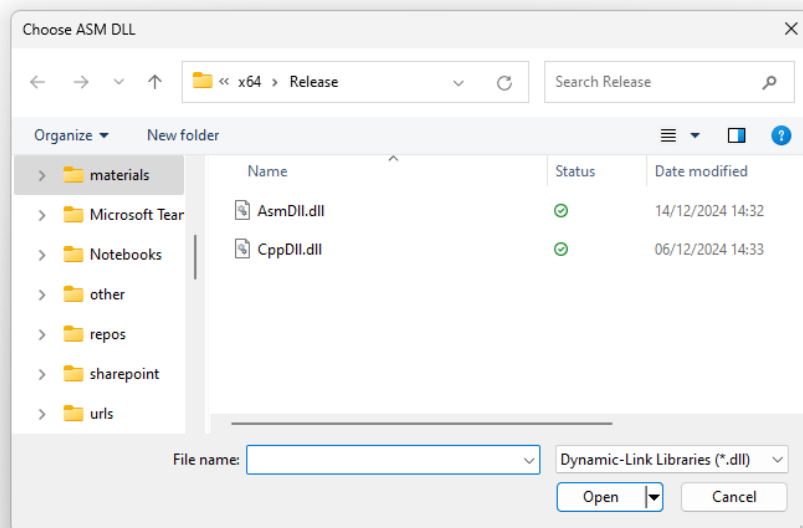 Choose ASM DLL
« x64 > Release
Search Release
Organize
New folder
Name
Status
Date modified
materials
Microsoft Tear
Notebooks
other
repos
sharepoint
urls
AsmDll.dll
14/12/2024 14:32
CppDll.dll
06/12/2024 14:33
File name:
Dynamic-Link Libraries (*.dll)
Open
Cancel